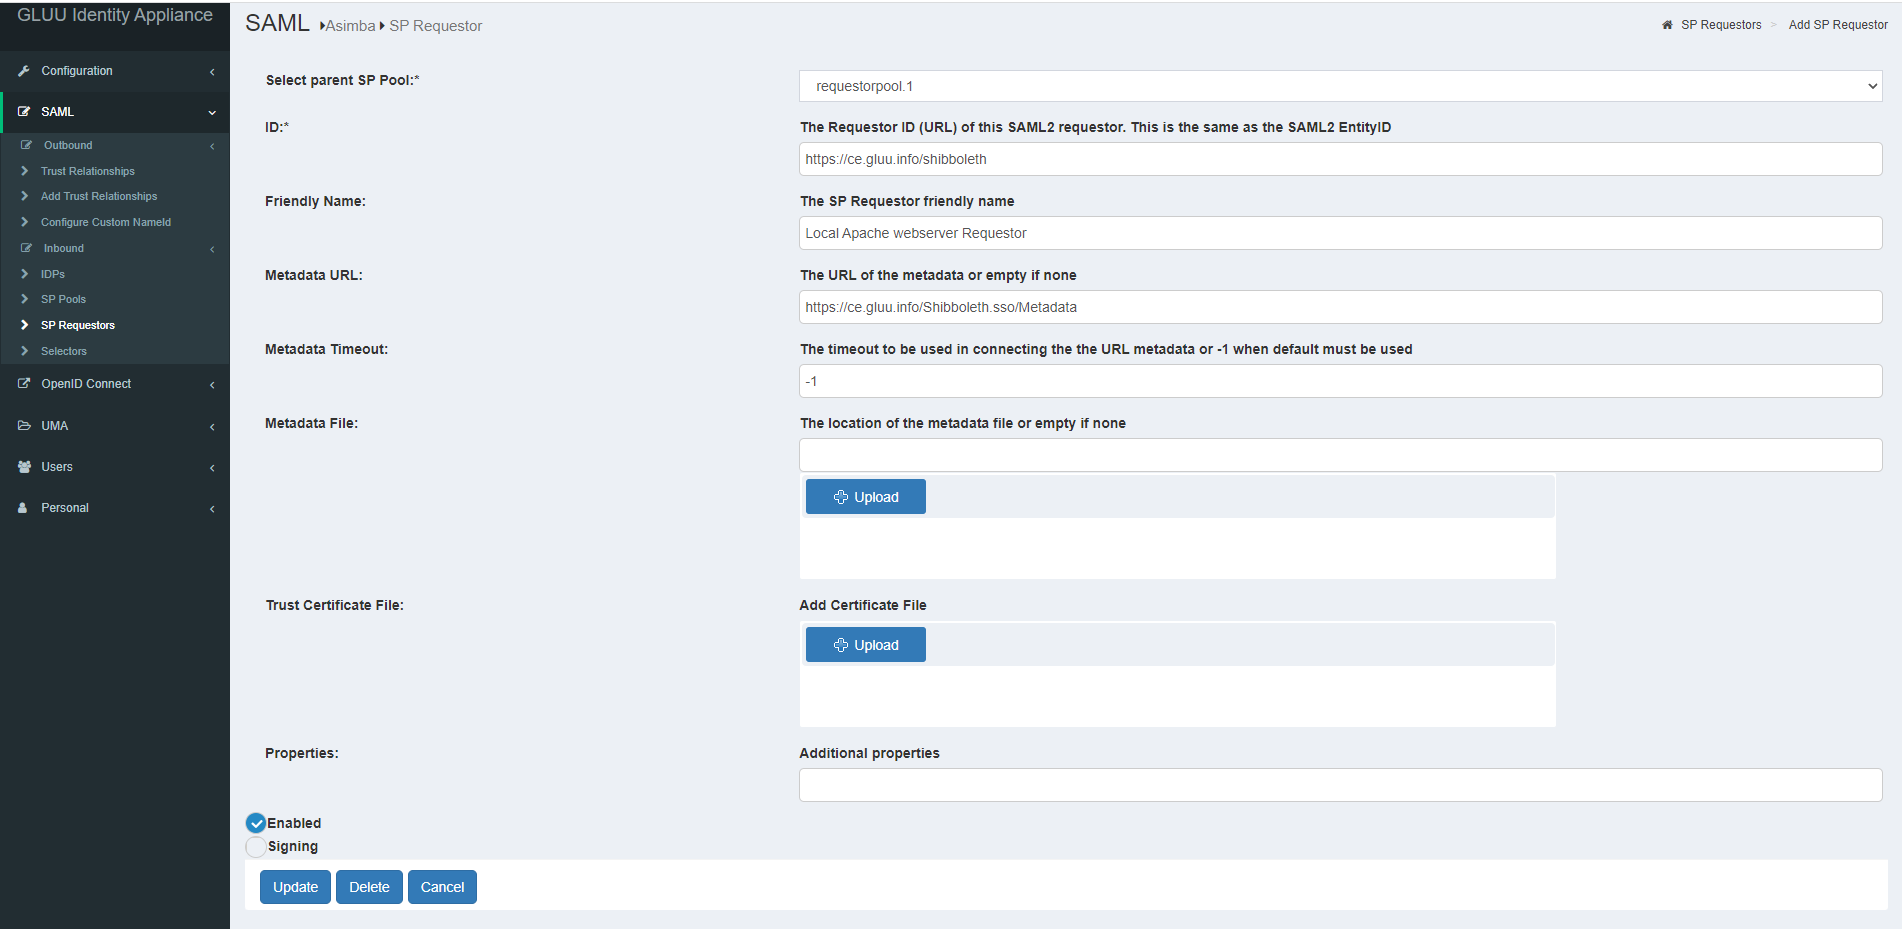 GLUU Identity Appliance
Configuration
SAML
Outbound
Trust Relationships
Add Trust Relationships
Configure Custom NameId
Inbound
IDPs
SP Pools
SP Requestors
Selectors
OpenID Connect
UMA
Users
Personal
SAML Asimba SP Requestor
SP Requestors > Add SP Requestor
Select parent SP Pool:*
requestorpool.1
ID:*
The Requestor ID (URL) of this SAML2 requestor. This is the same as the SAML2 EntityID
https://ce.gluu.info/shibboleth
Friendly Name:
The SP Requestor friendly name
Local Apache webserver Requestor
Metadata URL:
The URL of the metadata or empty if none
https://ce.gluu.info/Shibboleth.sso/Metadata
Metadata Timeout:
The timeout to be used in connecting the the URL metadata or -1 when default must be used
-1
Metadata File:
The location of the metadata file or empty if none
Upload
Trust Certificate File:
Add Certificate File
Upload
Properties:
Additional properties
Enabled
Signing
Update Delete Cancel